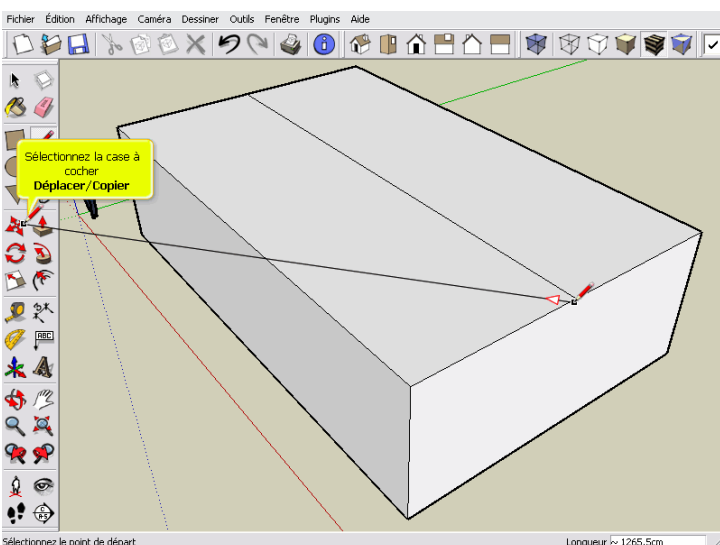 Fichier Édition Affichage Caméra Dessiner Outils Fenêtre Plugins Aide
Sélectionnez la case à
cocher
Déplacer/Copier
ABC
Sélectionnez le point de départ
Longueur ~ 1265,5cm